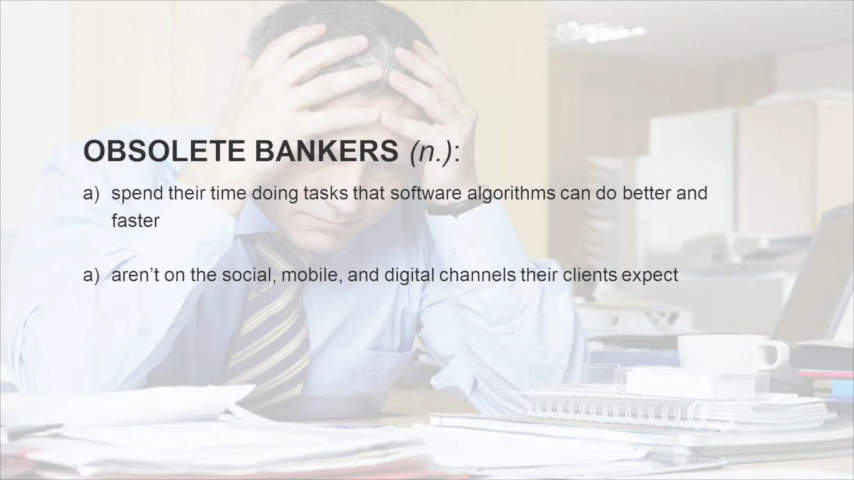 OBSOLETE BANKERS (n.):
a) spend their time doing tasks that software algorithms can do better and
faster
a) aren’t on the social, mobile, and digital channels their clients expect